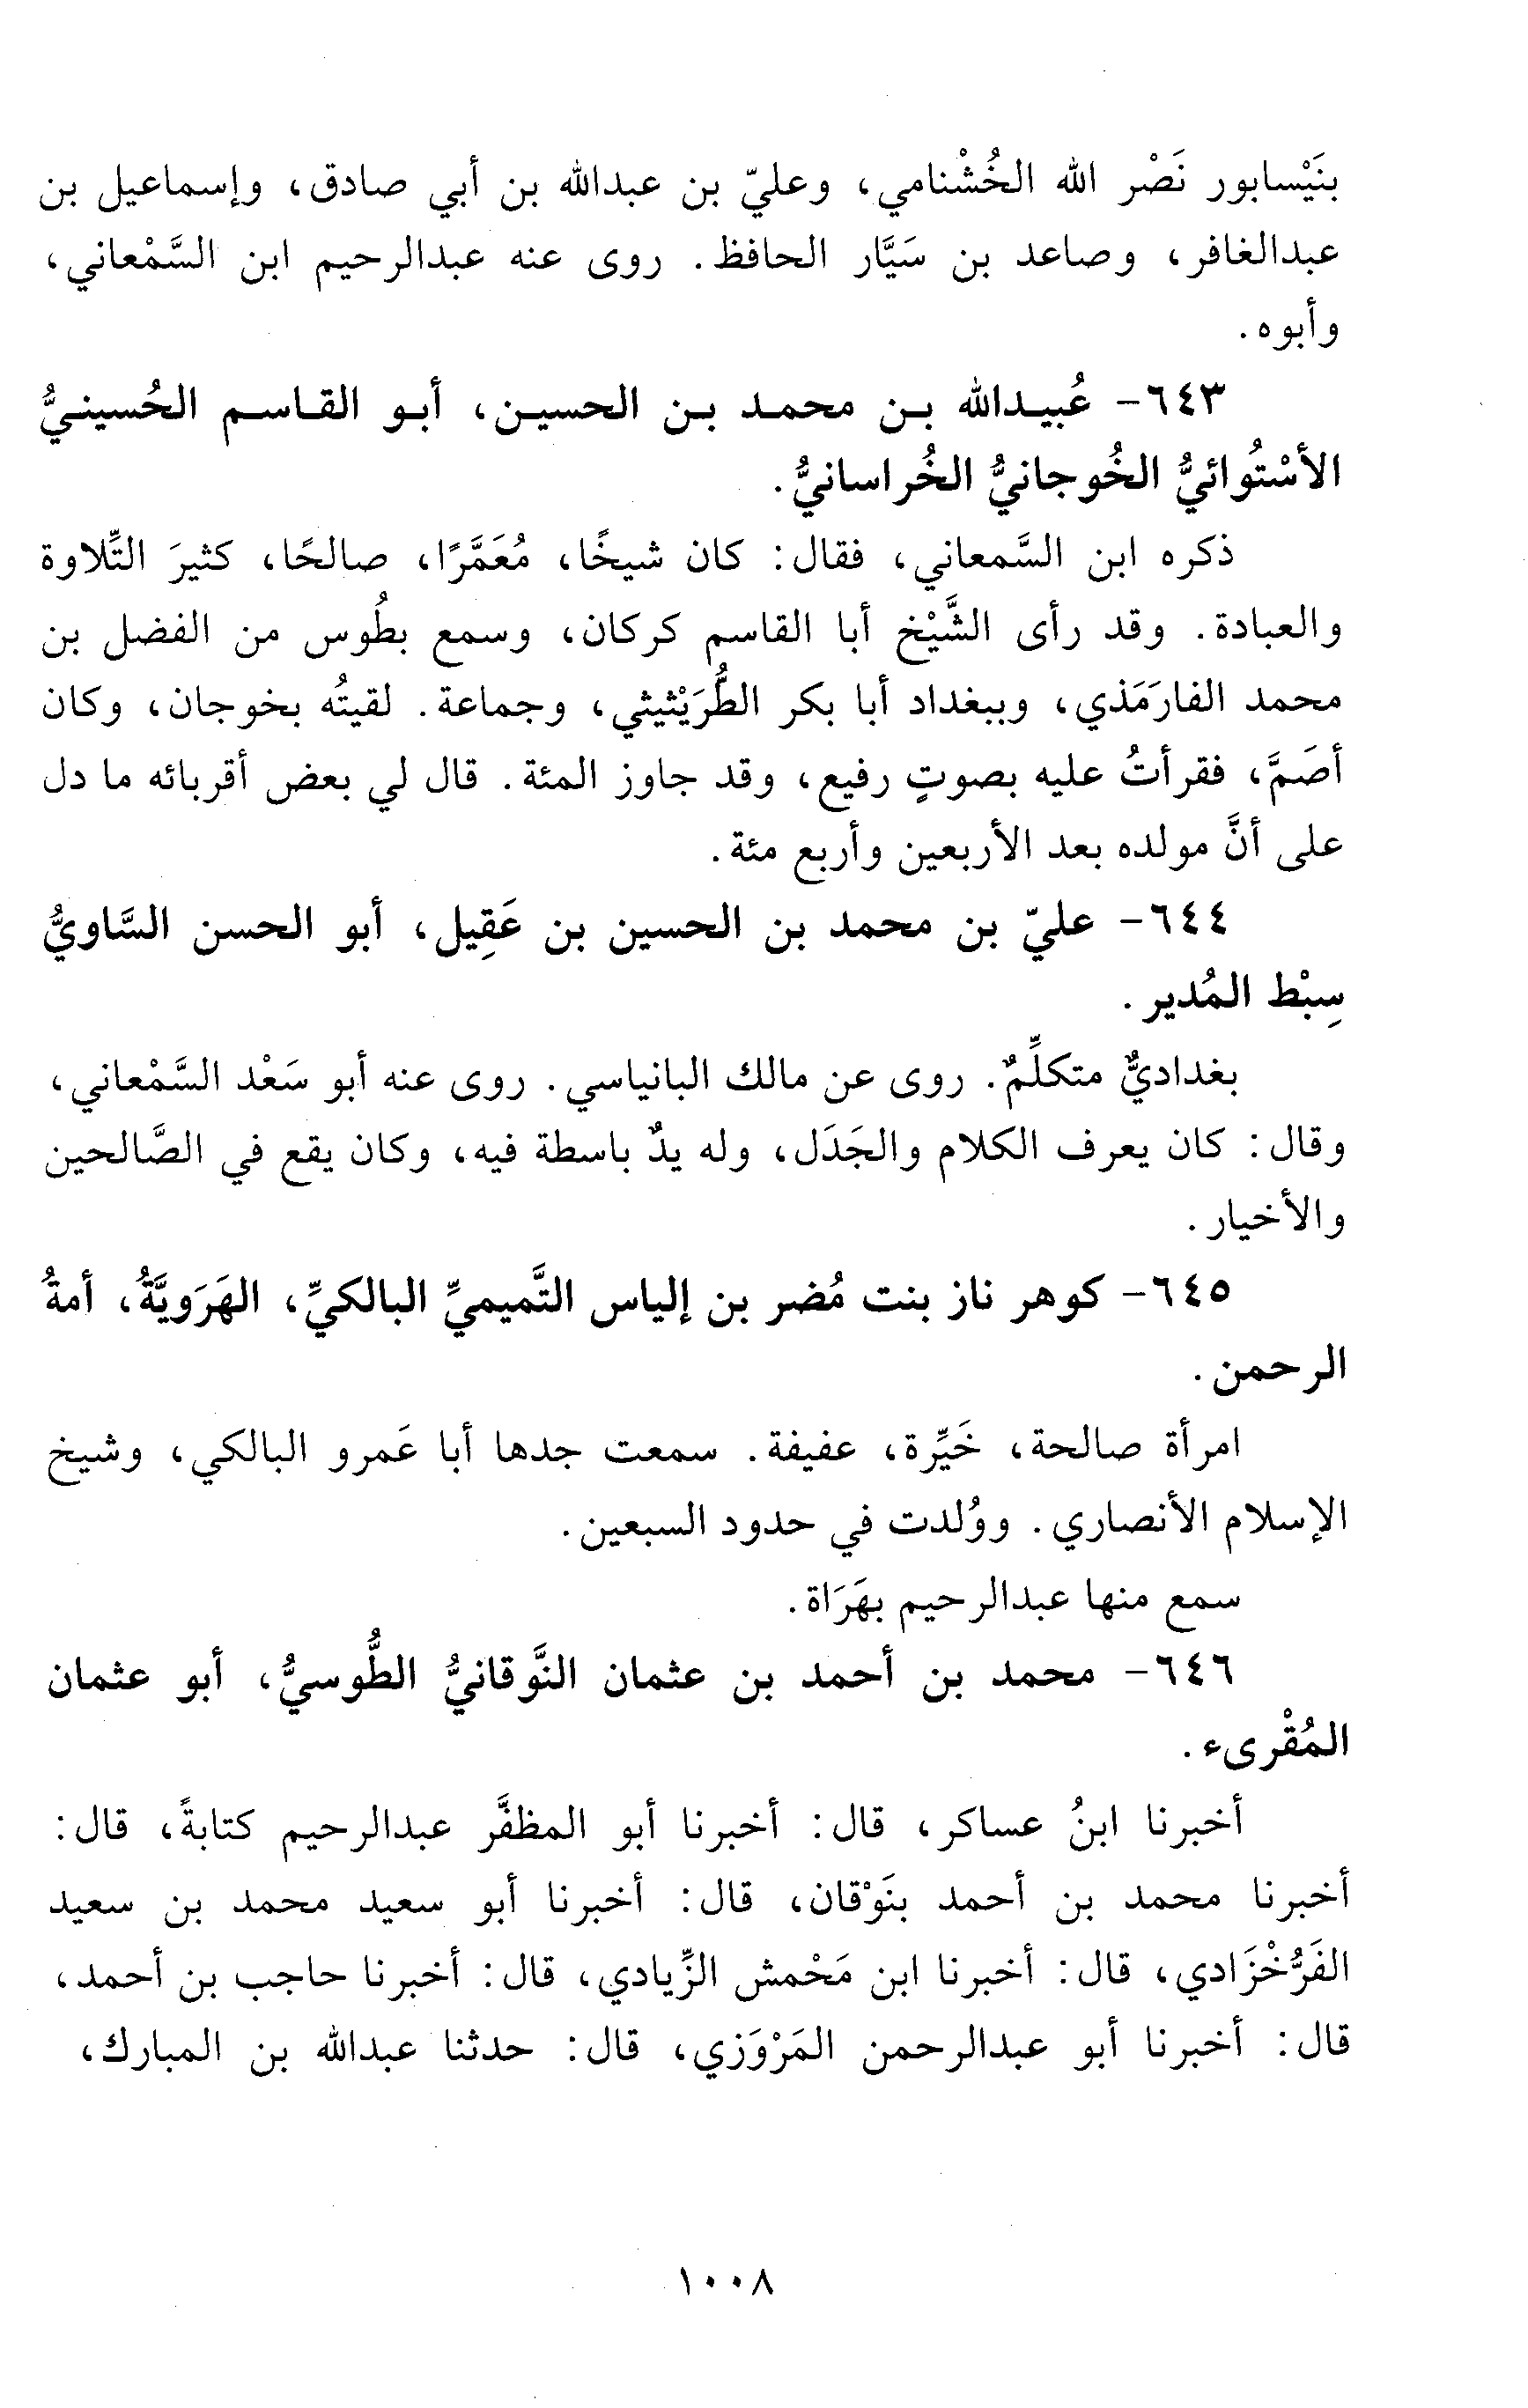 بنَيْسابور نَصْر الله الخُشْنامي، وعليّ بن عبدالله بن أبي صادق، وإسماعيل بن
عبدالغافر، وصاعد بن سَيَّار الحافظ. روى عنه عبدالرحيم ابن السَّمْعاني،
وأبوه.
٦٤٣- عُبيدالله بن محمد بن الحسين، أبو القاسم الحُسينيُّ
الأسْتُوائيُّ الخُوجانيُّ الخُراسانيُّ.
ذكره ابن السَّمعاني، فقال: كان شيخًا، مُعَمَّرًا، صالحًا، كثيرَ التِّلاوة
والعبادة. وقد رأى الشَّيْخ أبا القاسم كركان، وسمع بطُوس من الفضل بن
محمد الفارَمَذي، وببغداد أبا بكر الطُّرَيْثيثي، وجماعة. لقيتُه بخوجان، وكان
أصَمَّ، فقرأتُ عليه بصوتٍ رفيع، وقد جاوز المئة. قال لي بعض أقربائه ما دل
على أنَّ مولده بعد الأربعين وأربع مئة.
٦٤٤- عليّ بن محمد بن الحسين بن عَقِيل، أبو الحسن السَّاويُّ
سِبْط المُدير.
بغداديٌّ متكلِّمٌ. روى عن مالك البانياسي. روى عنه أبو سَعْد السَّمْعاني،
وقال: كان يعرف الكلام والجَدَل، وله يدٌ باسطة فيه، وكان يقع في الصَّالحين
والأخيار.
٦٤٥- كوهر ناز بنت مُضر بن إلياس التَّميميِّ البالكيِّ، الهَرَويَّةُ، أمةُ
الرحمن.
امرأة صالحة، خَيِّرة، عفيفة. سمعت جدها أبا عَمرو البالكي، وشيخ
الإسلام الأنصاري. ووُلدت في حدود السبعين.
سمع منها عبدالرحيم بهَرَاة.
٦٤٦- محمد بن أحمد بن عثمان النَّوقانيُّ الطُّوسيُّ، أبو عثمان
المُقْرىء.
أخبرنا ابنُ عساكر، قال: أخبرنا أبو المظفَّر عبدالرحيم كتابةً، قال:
أخبرنا محمد بن أحمد بنَوْقان، قال: أخبرنا أبو سعيد محمد بن سعيد
الفَرُّخْزَادي، قال: أخبرنا ابن مَحْمش الزِّيادي، قال: أخبرنا حاجب بن أحمد،
قال: أخبرنا أبو عبدالرحمن المَرْوَزي، قال: حدثنا عبدالله بن المبارك،
١٠٠٨